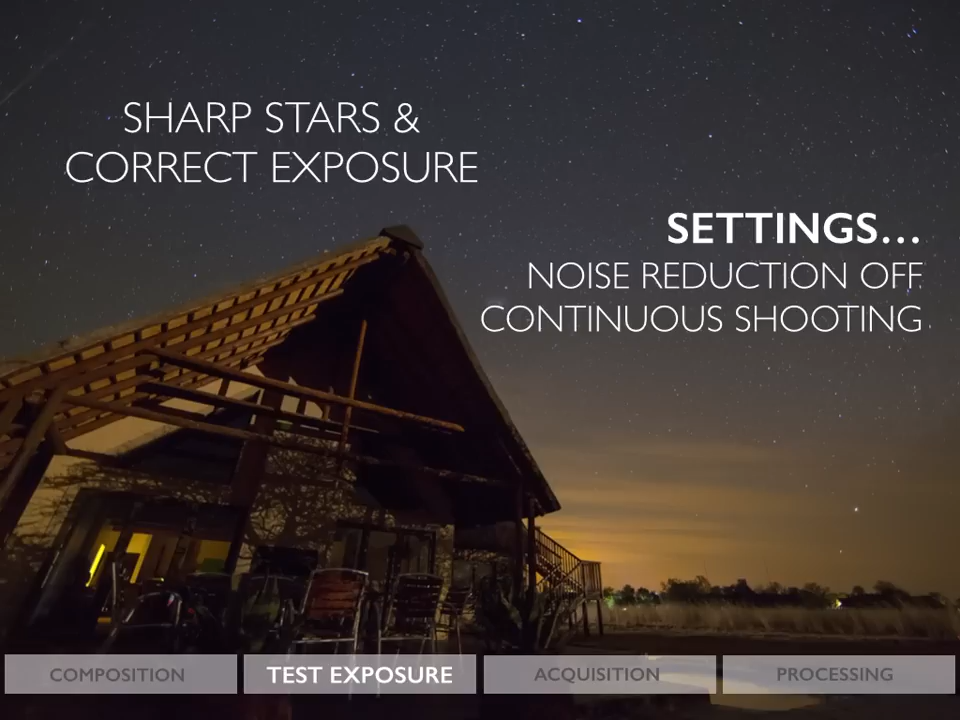 SHARP STARS &
CORRECT EXPOSURE
SETTINGS...
NOISE REDUCTION OFF
CONTINUOUS SHOOTING
COMPOSITION
TEST EXPOSURE
ACQUISITION
PROCESSING